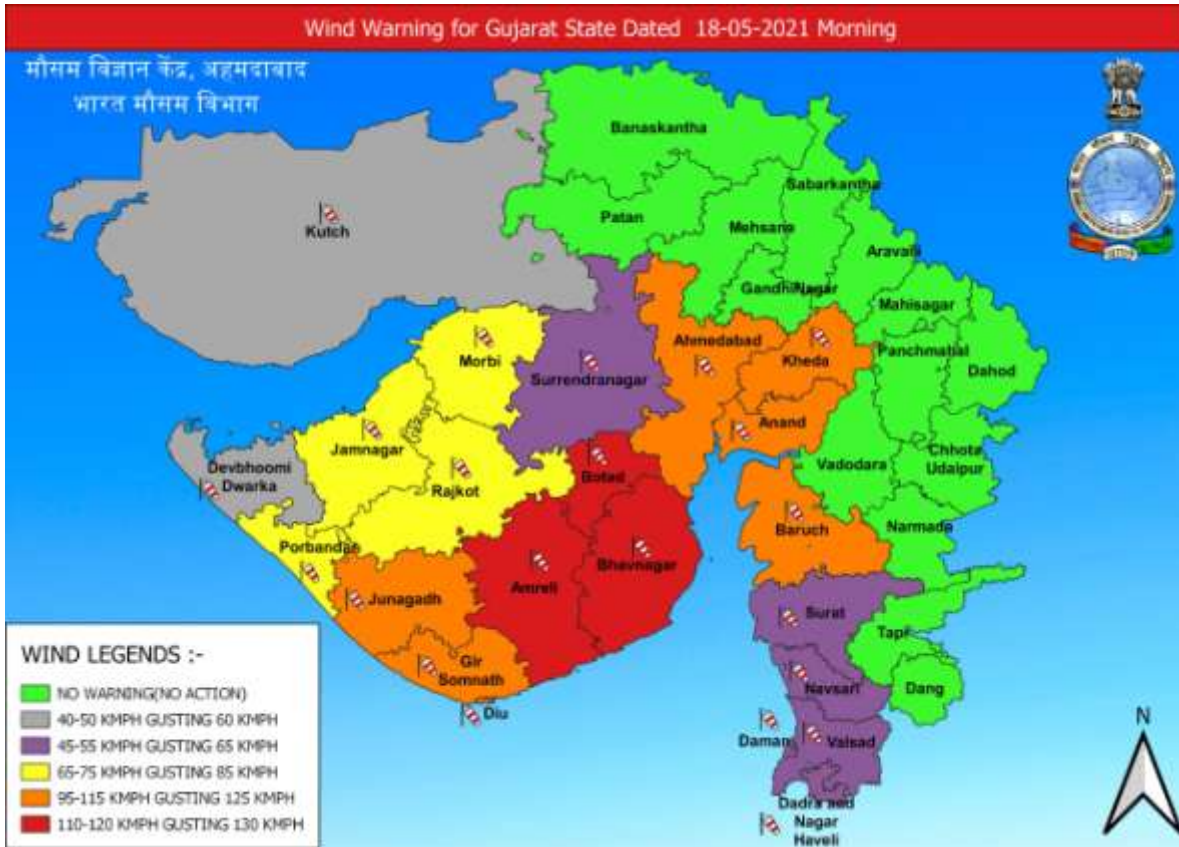 Wind Warning for Gujarat State Dated 18-05-2021 Morning
मौसम विज्ञान केंद्र, अहमदाबाद
भारत मौसम विभाग
Banaskantha
Sabarkantha
Patan
Mehsana
Kutch
Aravalli
Gandhi Nagar
Mahisagar
Ahmedabad
Panchmahal
Morbi
Kheda
Dahod
Surrendranagar
Anand
Jamnagar
Devbhoomi
Dwarka
Botad
Vadodara
Chhota
Udaipur
Rajkot
Baruch
Narmada
Porbandar
Bhavnagar
Amreli
Junagadh
Surat
Tapi
Gir
Somnath
Navsari
Dang
Diu
Daman
Valsad
Dadra and
Nagar
Haveli
WIND LEGENDS :-
NO WARNING(NO ACTION)
40-50 KMPH GUSTING 60 KMPH
45-55 KMPH GUSTING 65 KMPH
65-75 KMPH GUSTING 85 KMPH
95-115 KMPH GUSTING 125 KMPH
110-120 KMPH GUSTING 130 KMPH
N